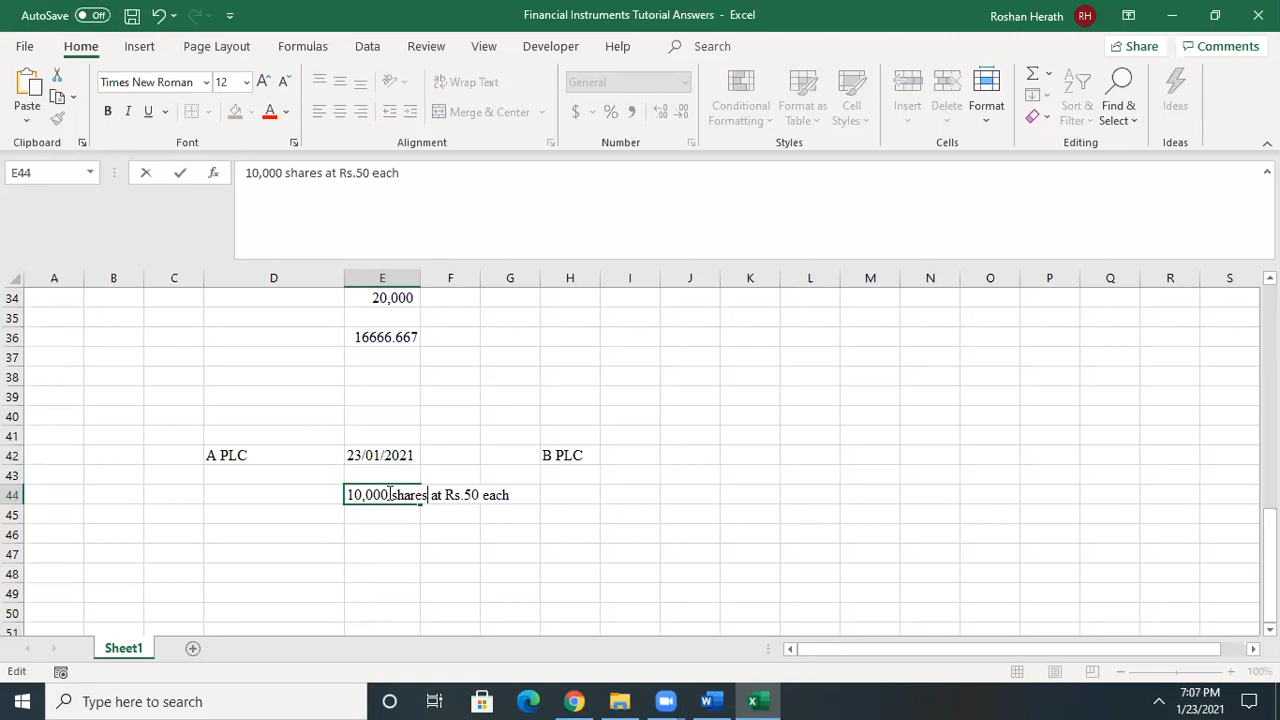 AutoSave Off Financial Instruments Tutorial Answers - Excel Roshan Herath RH
File Home Insert Page Layout Formulas Data Review View Developer Help Search Share Comments
Times New Roman 12 A A Wrap Text General
Paste B I U A Merge & Center $ % Conditional Formatting Format as Table Cell Styles Insert Delete Format Sort & Filter Find & Select Ideas
Clipboard Font Alignment Number Styles Cells Editing Ideas
E44 fx 10,000 shares at Rs.50 each
A B C D E F G H I J K L M N O P Q R S
34 20,000
35
36 16666.667
37
38
39
40
41
42 A PLC 23/01/2021 B PLC
43
44 10,000 shares at Rs.50 each
45
46
47
48
49
50
51
Sheet1
Edit 100%
Type here to search 7:07 PM
1/23/2021